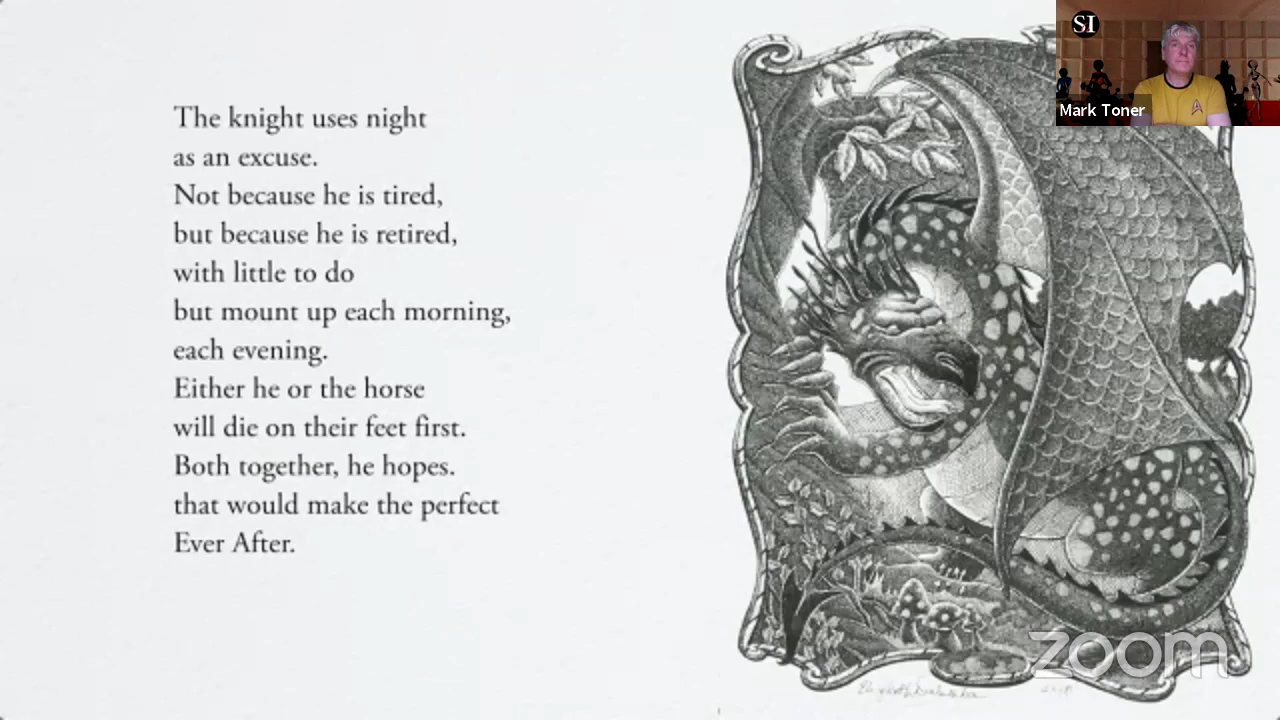 The knight uses night
as an excuse.
Not because he is tired,
but because he is retired,
with little to do
but mount up each morning,
each evening.
Either he or the horse
will die on their feet first.
Both together, he hopes.
that would make the perfect
Ever After.
SI
Mark Toner
zoom